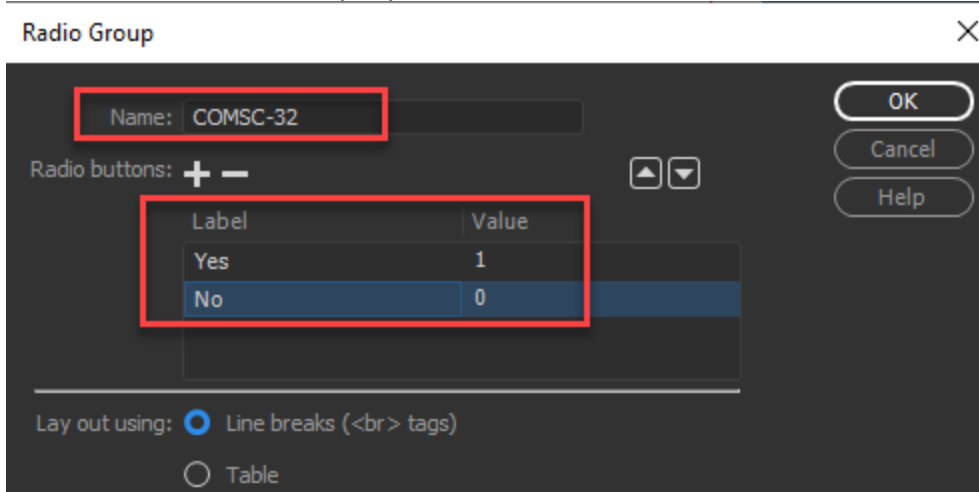 Radio Group
Name: COMSC-32
OK
Radio buttons:
Cancel
Help
Label Value
Yes 1
No 0
Lay out using: Line breaks (<br> tags)
Table